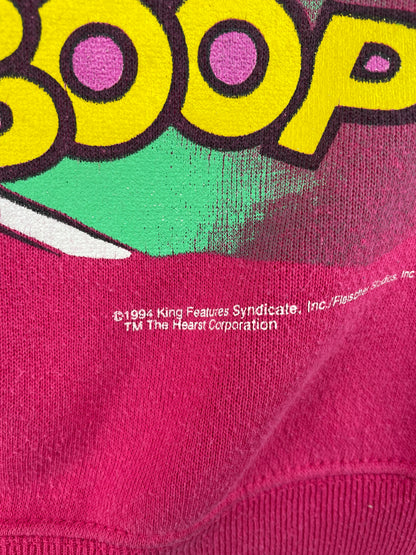 BOOP
©1994 King Features Syndicate, Inc./Fleischer Studios, Inc
TM The Hearst Corporation